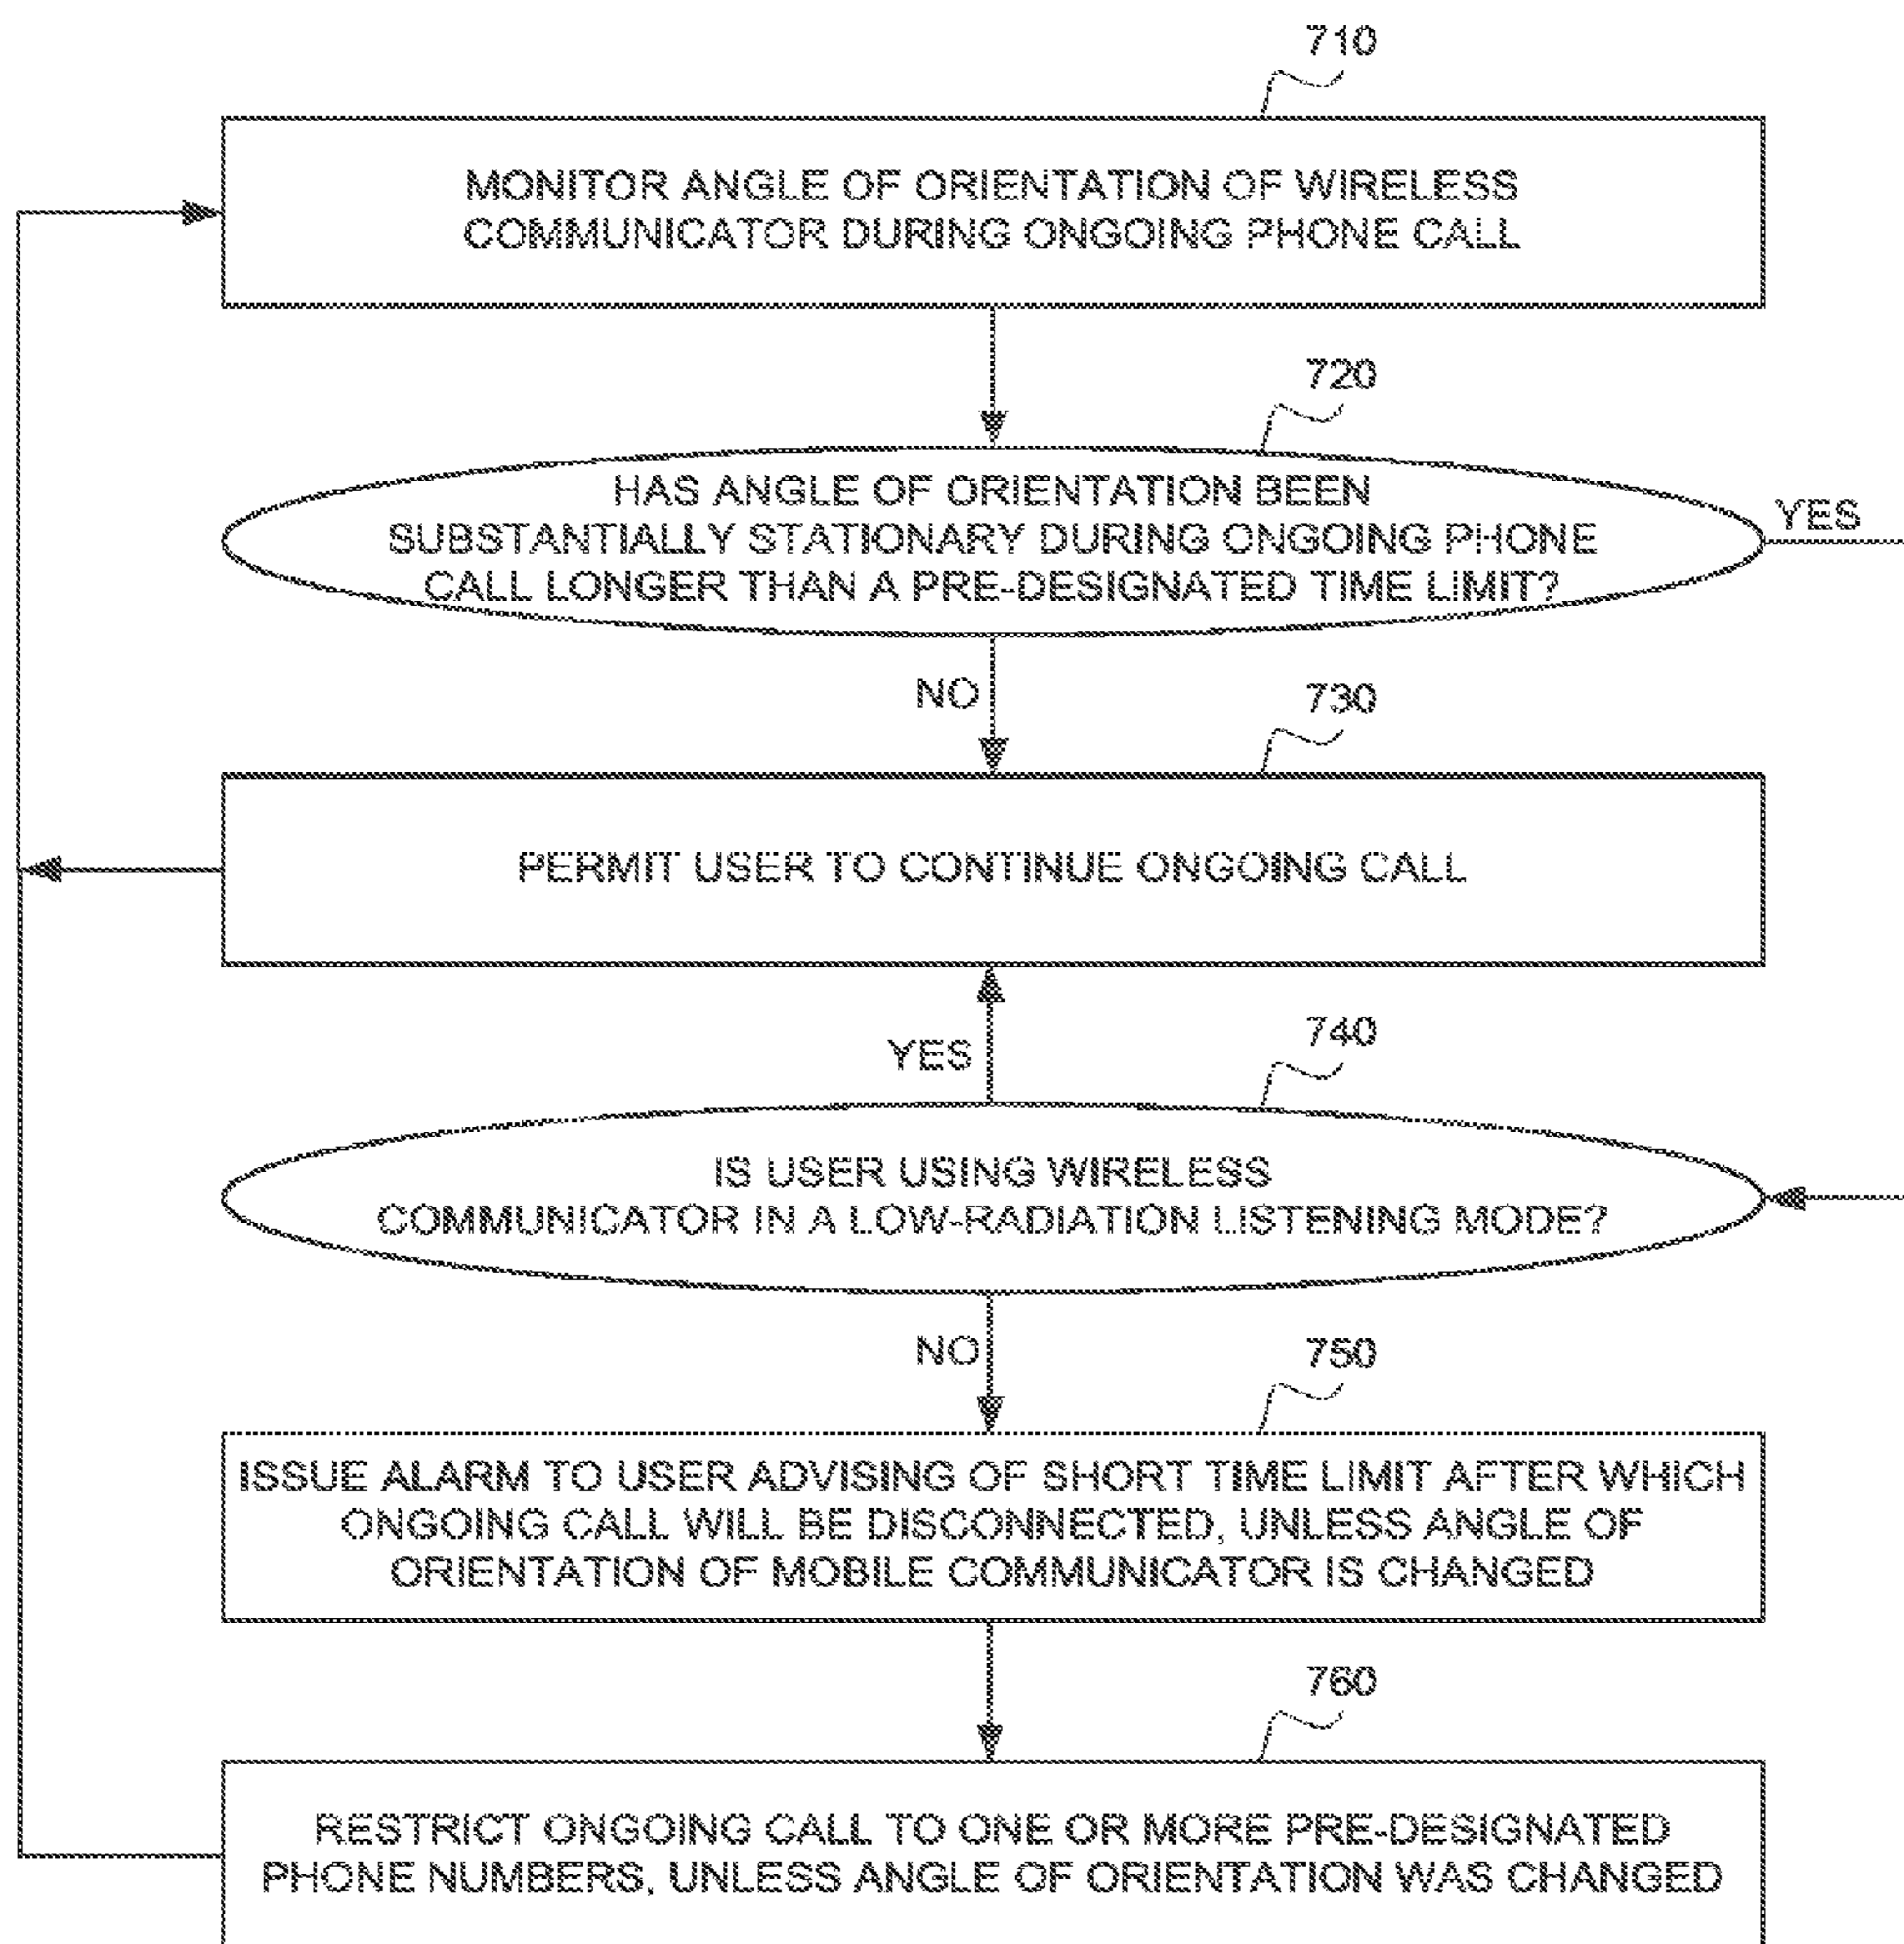 710
MONITOR ANGLE OF ORIENTATION OF WIRELESS
COMMUNICATOR DURING ONGOING PHONE CALL
720
HAS ANGLE OF ORIENTATION BEEN
SUBSTANTIALLY STATIONARY DURING ONGOING PHONE
CALL LONGER THAN A PRE-DESIGNATED TIME LIMIT?
YES
NO
730
PERMIT USER TO CONTINUE ONGOING CALL
YES
740
IS USER USING WIRELESS
COMMUNICATOR IN A LOW-RADIATION LISTENING MODE?
NO
750
ISSUE ALARM TO USER ADVISING OF SHORT TIME LIMIT AFTER WHICH
ONGOING CALL WILL BE DISCONNECTED, UNLESS ANGLE OF
ORIENTATION OF MOBILE COMMUNICATOR IS CHANGED
760
RESTRICT ONGOING CALL TO ONE OR MORE PRE-DESIGNATED
PHONE NUMBERS, UNLESS ANGLE OF ORIENTATION WAS CHANGED